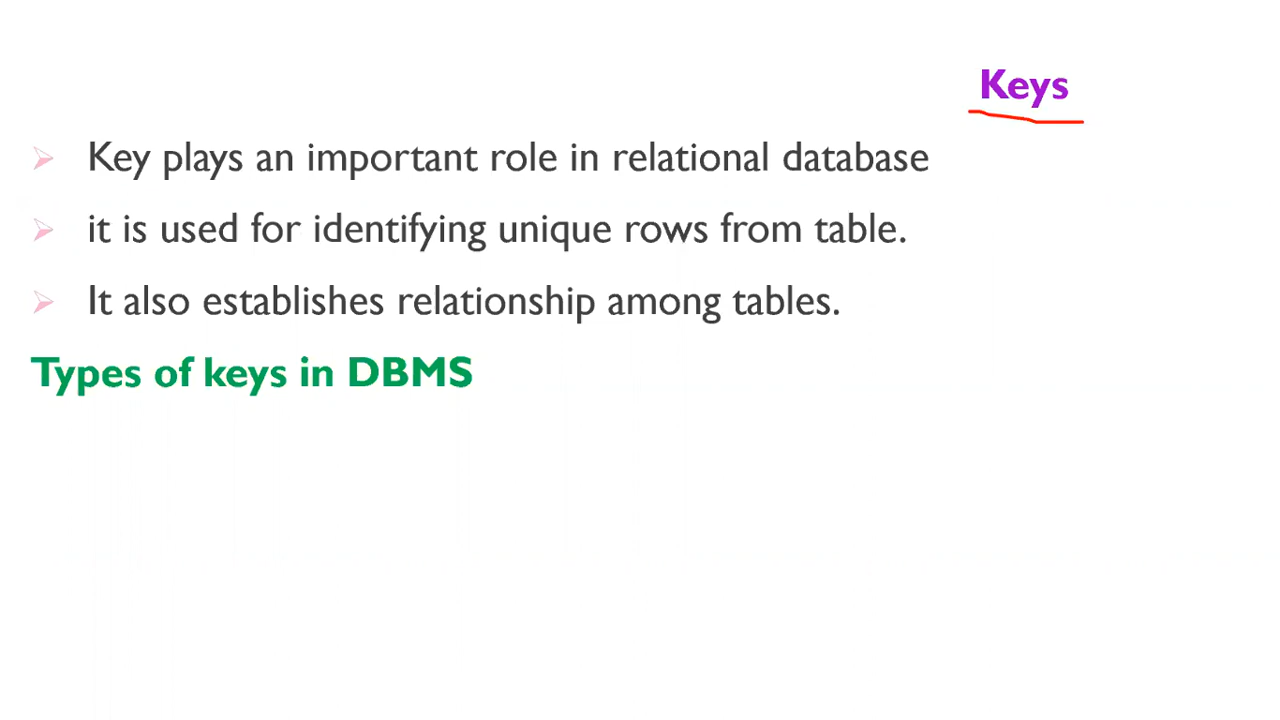 Keys
Key plays an important role in relational database
it is used for identifying unique rows from table.
It also establishes relationship among tables.
Types of keys in DBMS